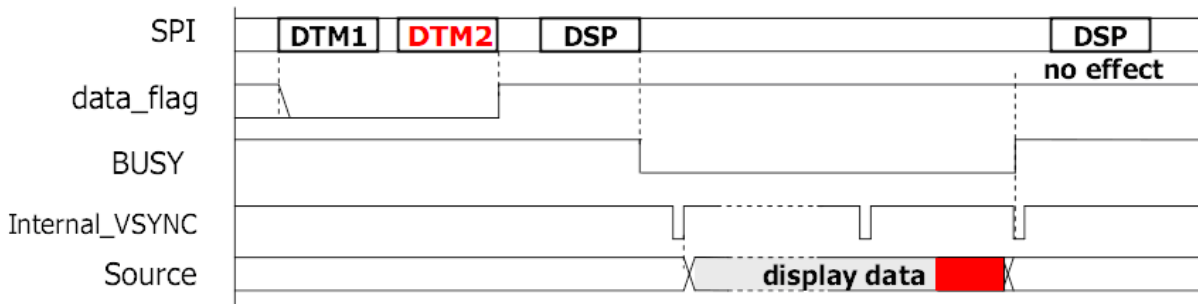 SPI DTM1 DTM2 DSP DSP
no effect
data_flag
BUSY
Internal_VSYNC
Source display data